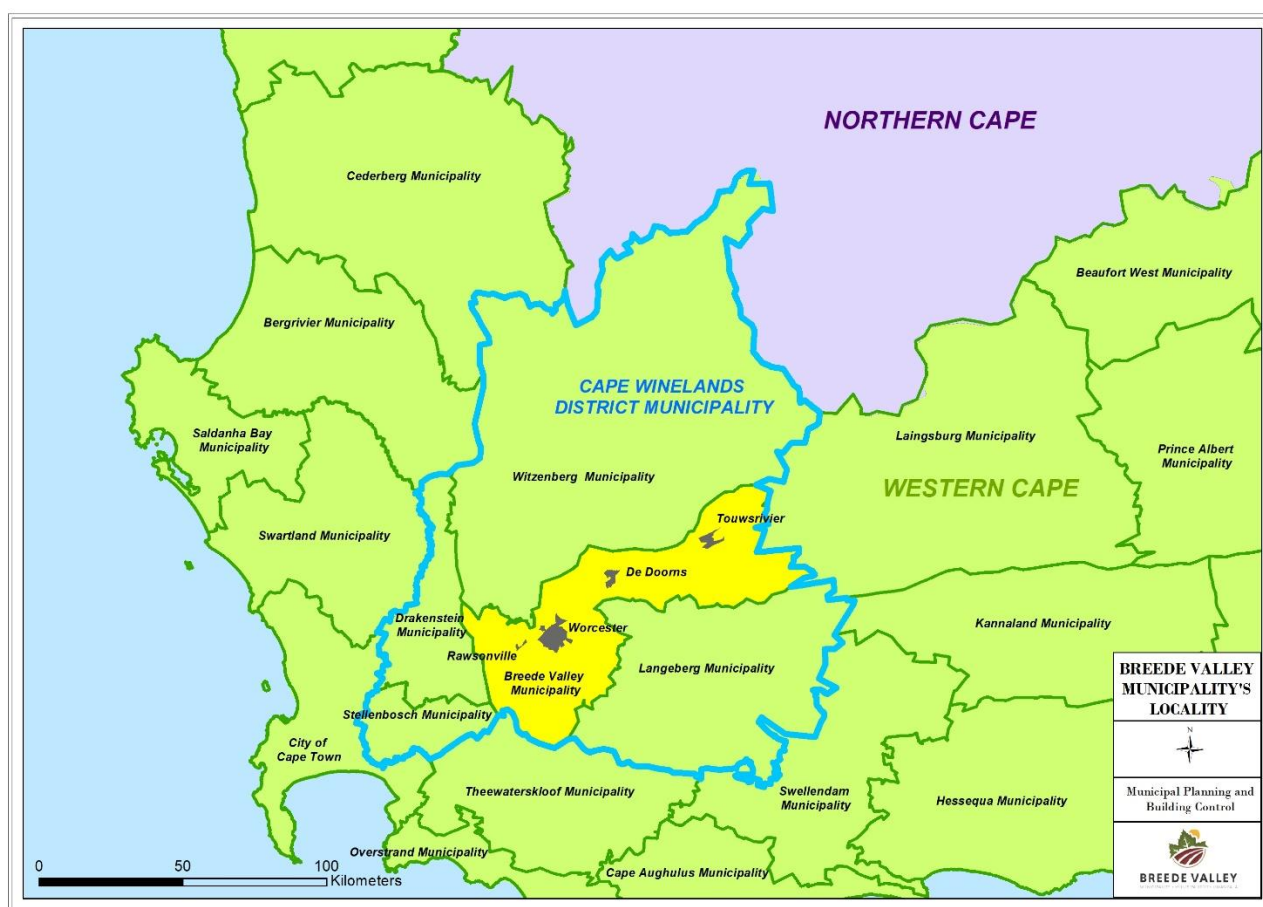 NORTHERN CAPE
Cederberg Municipality
Beaufort West Municipality
Bergrivier Municipality
CAPE WINELANDS
DISTRICT MUNICIPALITY
Saldanha Bay
Municipality
Laingsburg Municipality
Prince Albert
Municipality
Witzenberg Municipality
WESTERN CAPE
Touwsrivier
Swartland Municipality
De Doorns
Drakenstein
Municipality
Worcester
Kannaland Municipality
Rawsonville
Langeberg Municipality
Breede Valley
Municipality
Stellenbosch Municipality
City of
Cape Town
Theewaterskloof Municipality
Swellendam
Municipality
Hessequa Municipality
Overstrand Municipality
Cape Aughulus Municipality
0 50 100
Kilometers
BREEDE VALLEY
MUNICIPALITY'S
LOCALITY
N
Municipal Planning and
Building Control
BREEDE VALLEY